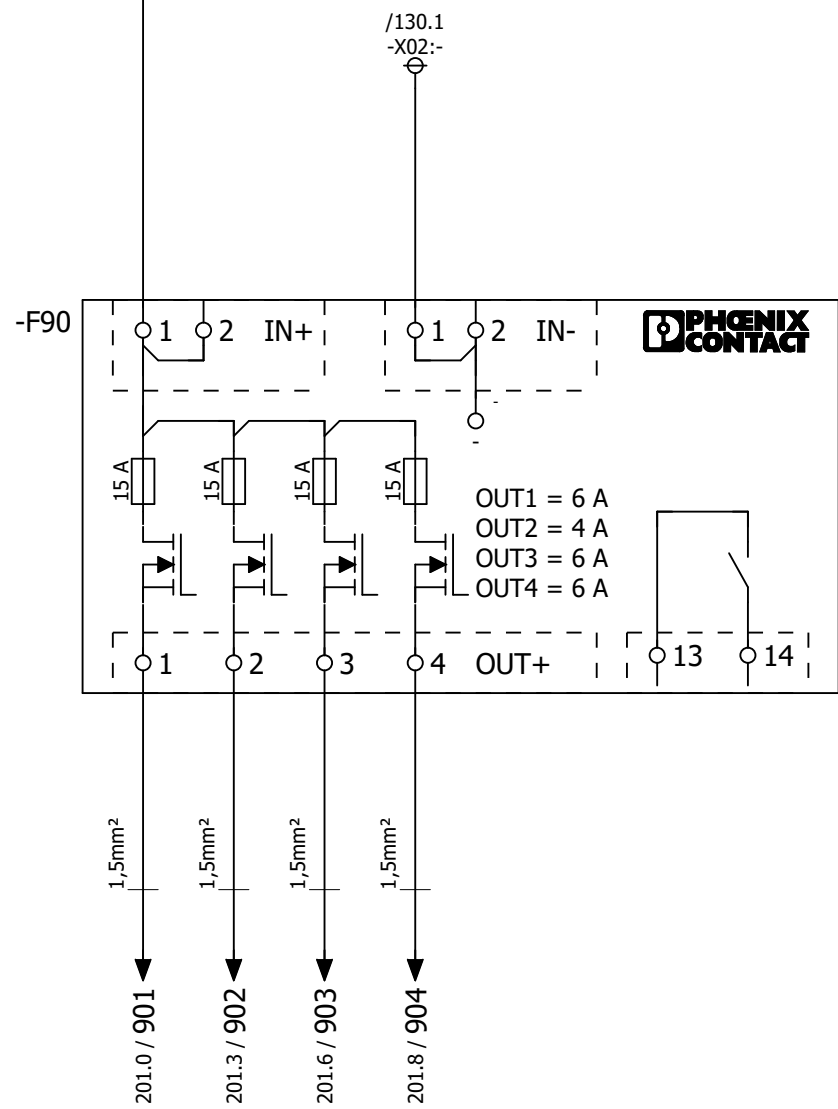 /130.1
-X02:-
-F90
1 2 IN+
1 2 IN-
PHŒNIX
CONTACT
-
-
15 A
15 A
15 A
15 A
OUT1 = 6 A
OUT2 = 4 A
OUT3 = 6 A
OUT4 = 6 A
1 2 3 4 OUT+
13 14
1,5mm²
1,5mm²
1,5mm²
1,5mm²
201.0 / 901
201.3 / 902
201.6 / 903
201.8 / 904